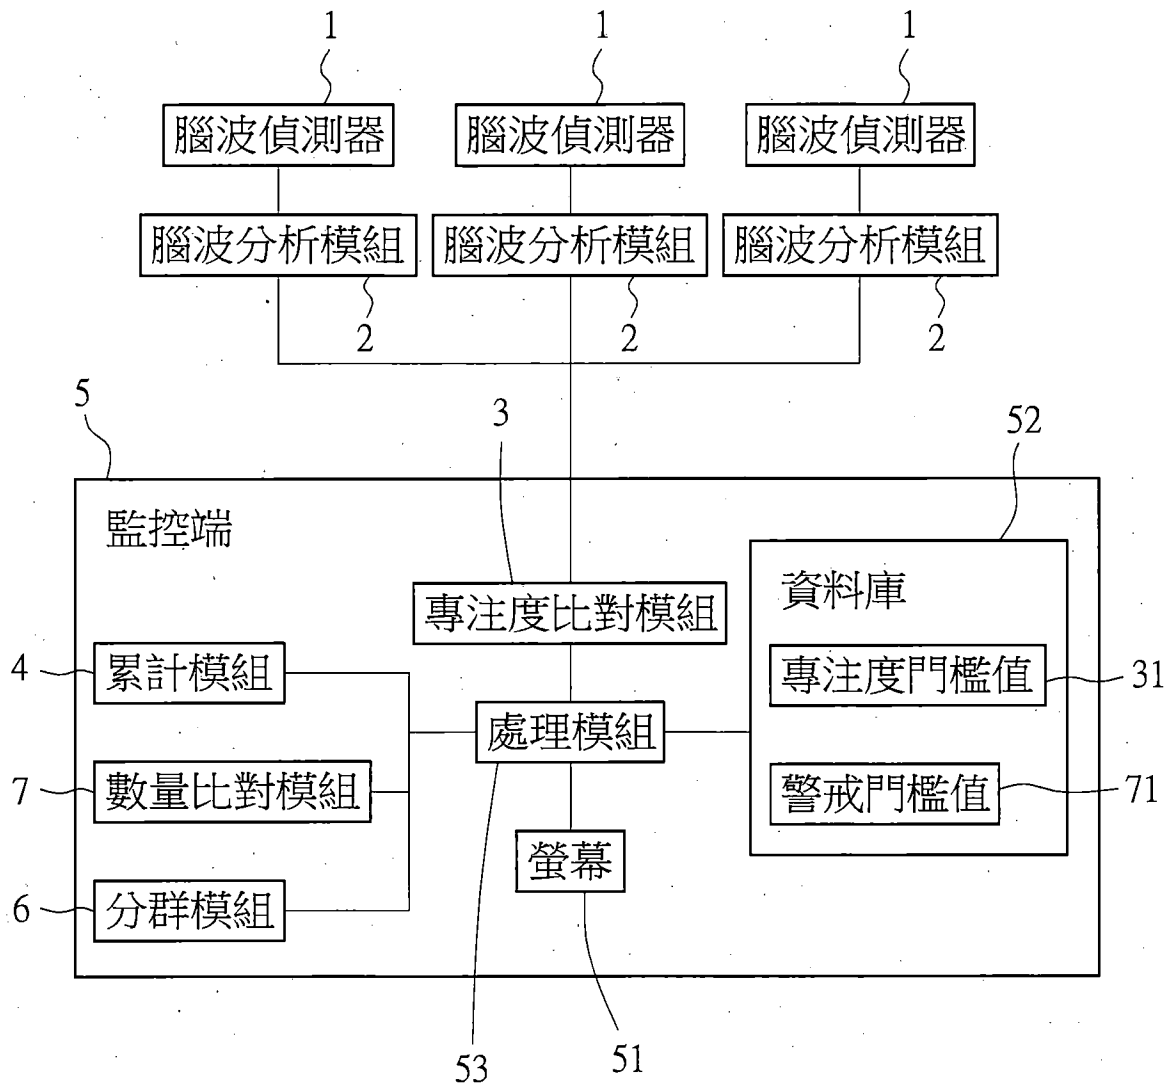 1 1 1
腦波偵測器 腦波偵測器 腦波偵測器
腦波分析模組 腦波分析模組 腦波分析模組
2 2 2
5 3 52
監控端
資料庫
專注度比對模組
4 累計模組 專注度門檻值 31
處理模組
7 數量比對模組 警戒門檻值 71
螢幕
6 分群模組
53 51